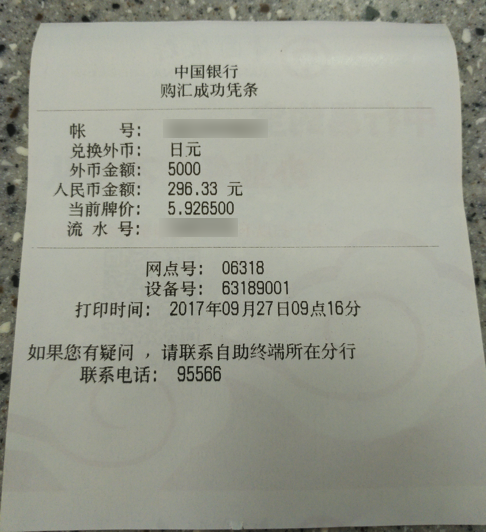 中国银行
购汇成功凭条
帐 号:
兑换外币: 日元
外币金额: 5000
人民币金额: 296.33 元
当前牌价: 5.926500
流 水 号:
网点号: 06318
设备号: 63189001
打印时间: 2017年09月27日09点16分
如果您有疑问 ，请联系自助终端所在分行
联系电话: 95566